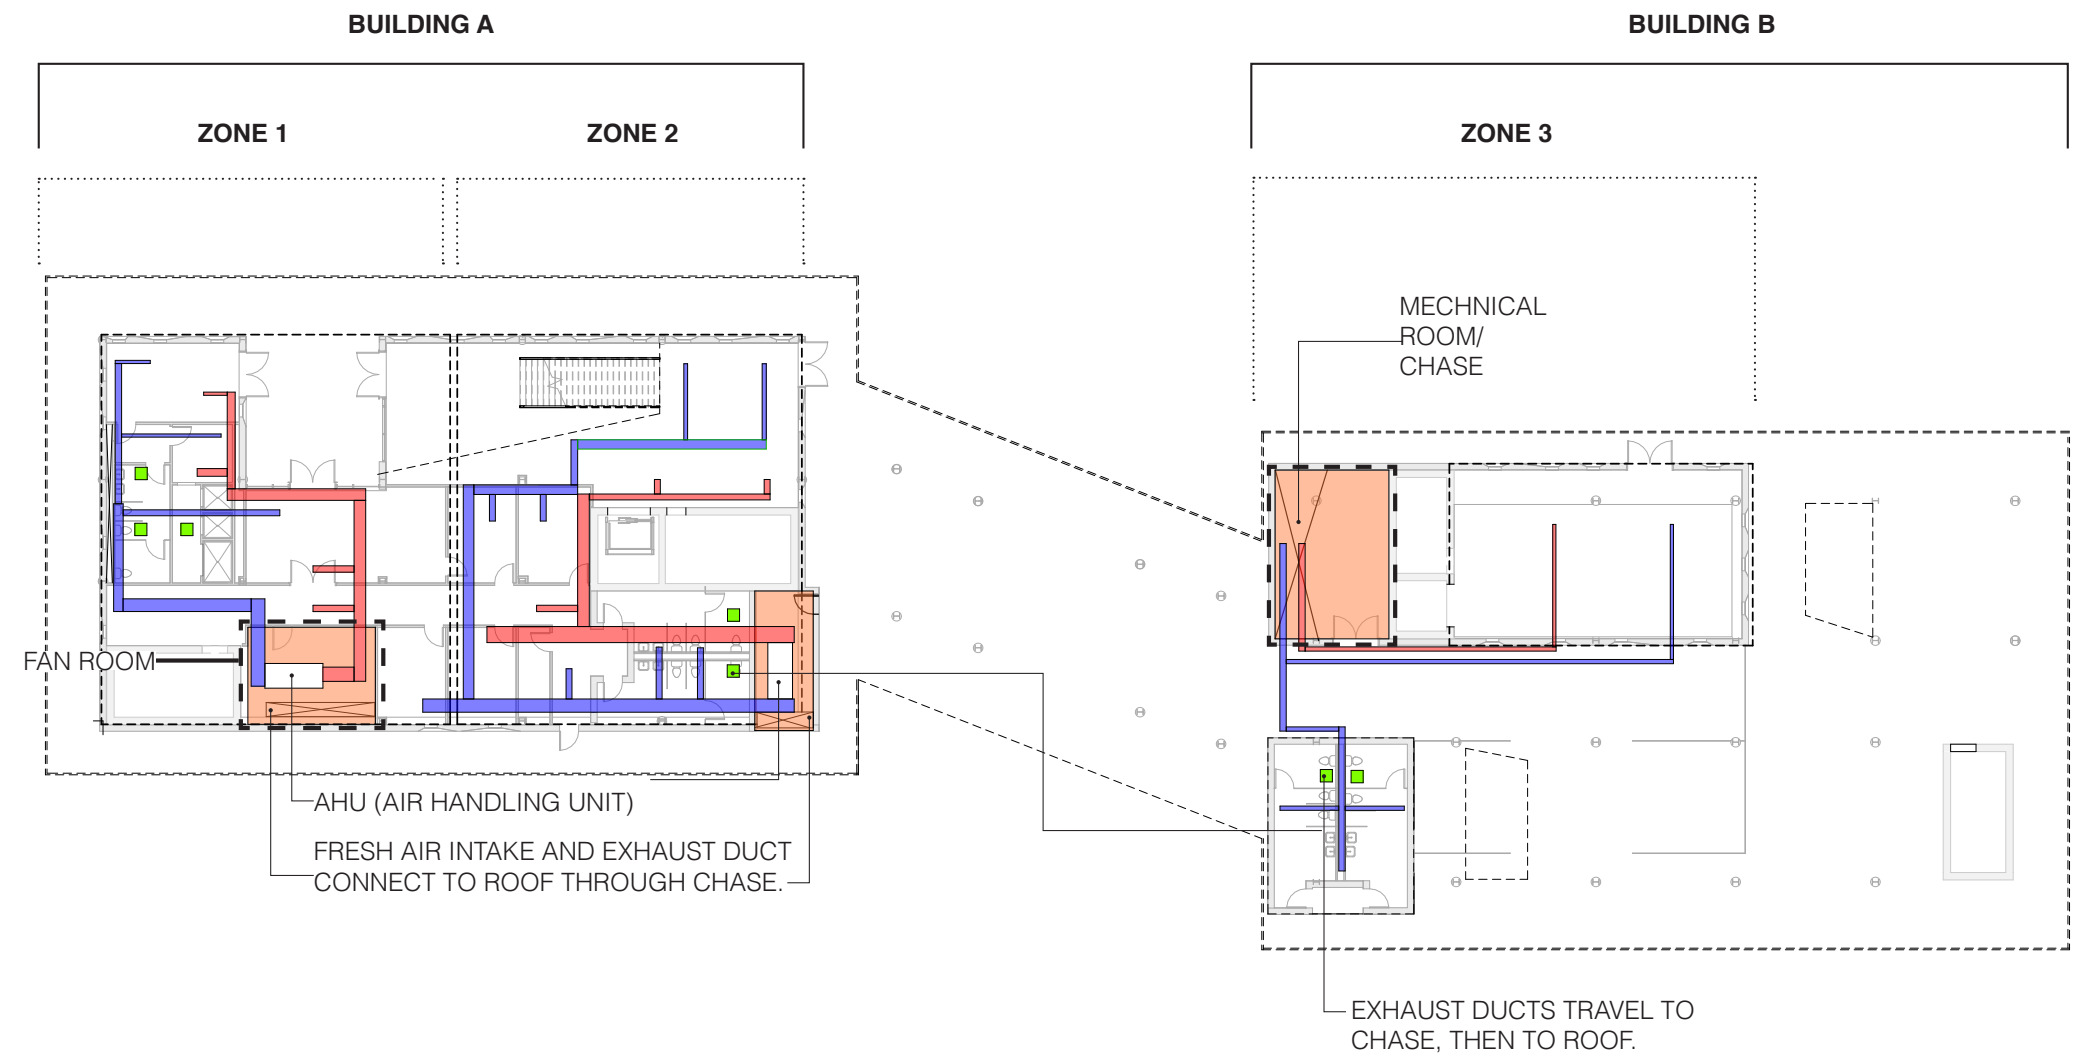 BUILDING A
BUILDING B
ZONE 1
ZONE 2
ZONE 3
MECHNICAL
ROOM/
CHASE
FAN ROOM
AHU (AIR HANDLING UNIT)
FRESH AIR INTAKE AND EXHAUST DUCT
CONNECT TO ROOF THROUGH CHASE.
EXHAUST DUCTS TRAVEL TO
CHASE, THEN TO ROOF.